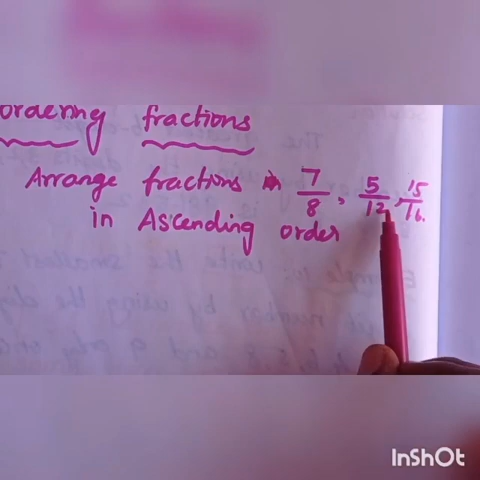 ordering fractions
Arrange fractions 7/8, 5/12, 15/16.
in Ascending order
InShOt